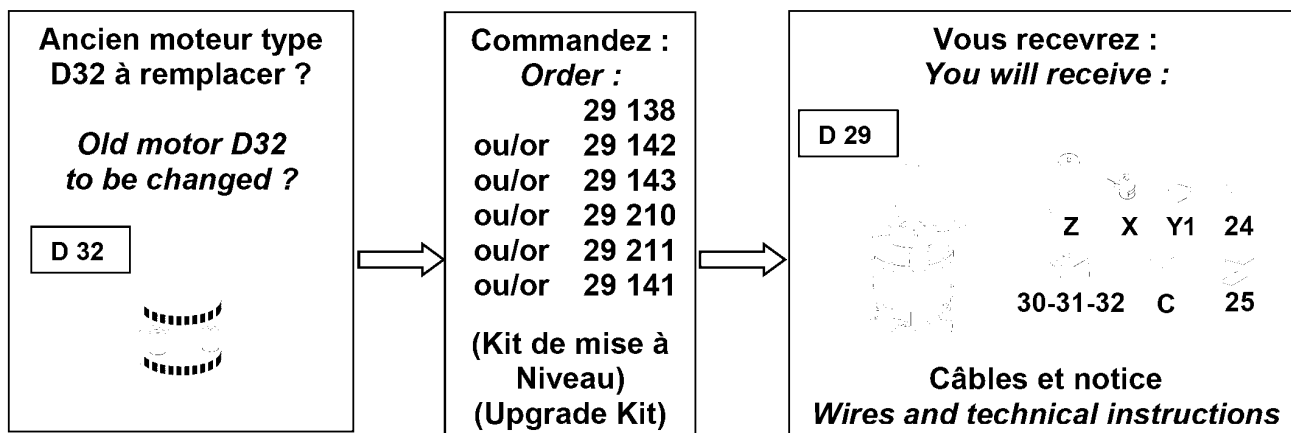 Ancien moteur type
D32 à remplacer ?
Old motor D32
to be changed ?
D 32
Commandez :
Order :
29 138
ou/or 29 142
ou/or 29 143
ou/or 29 210
ou/or 29 211
ou/or 29 141
(Kit de mise à
Niveau)
(Upgrade Kit)
Vous recevrez :
You will receive :
D 29
Z X Y1 24
30-31-32 C 25
Câbles et notice
Wires and technical instructions